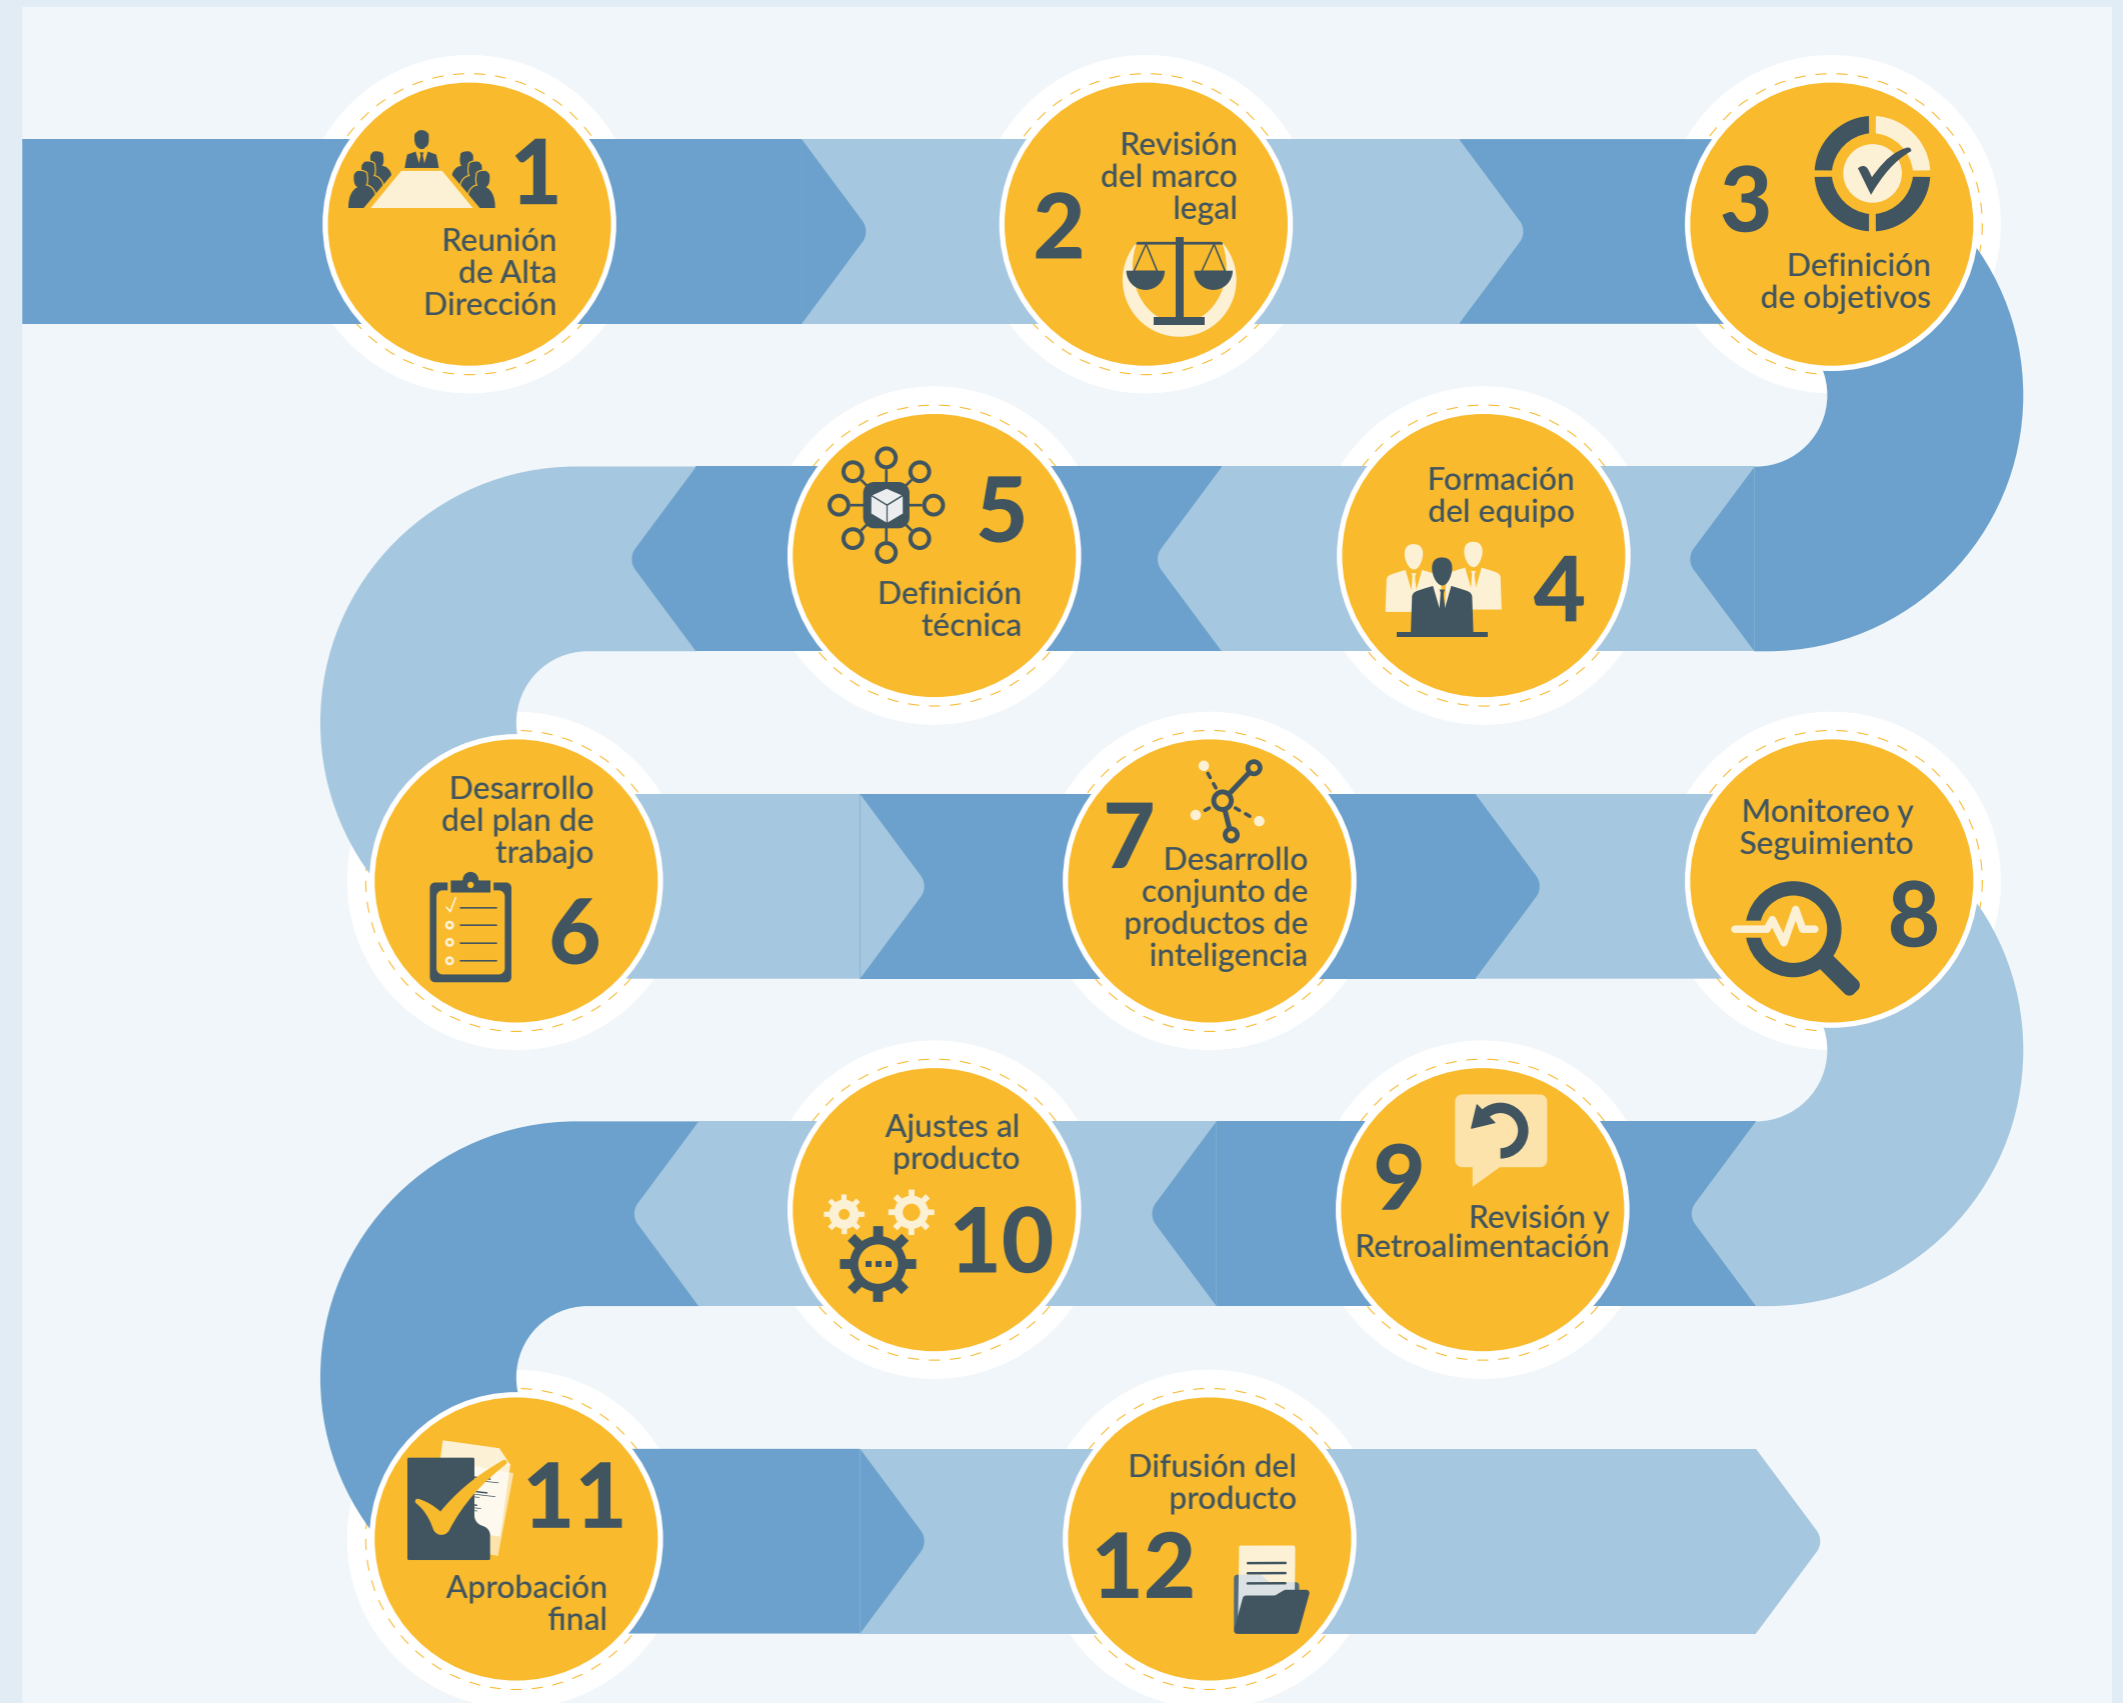 1
Reunión
de Alta
Dirección
2
Revisión
del marco
legal
3
Definición
de objetivos
Formación
del equipo
4
5
Definición
técnica
Desarrollo
del plan de
trabajo
6
7
Desarrollo
conjunto de
productos de
inteligencia
Monitoreo y
Seguimiento
8
9
Revisión y
Retroalimentación
Ajustes al
producto
10
11
Aprobación
final
Difusión del
producto
12